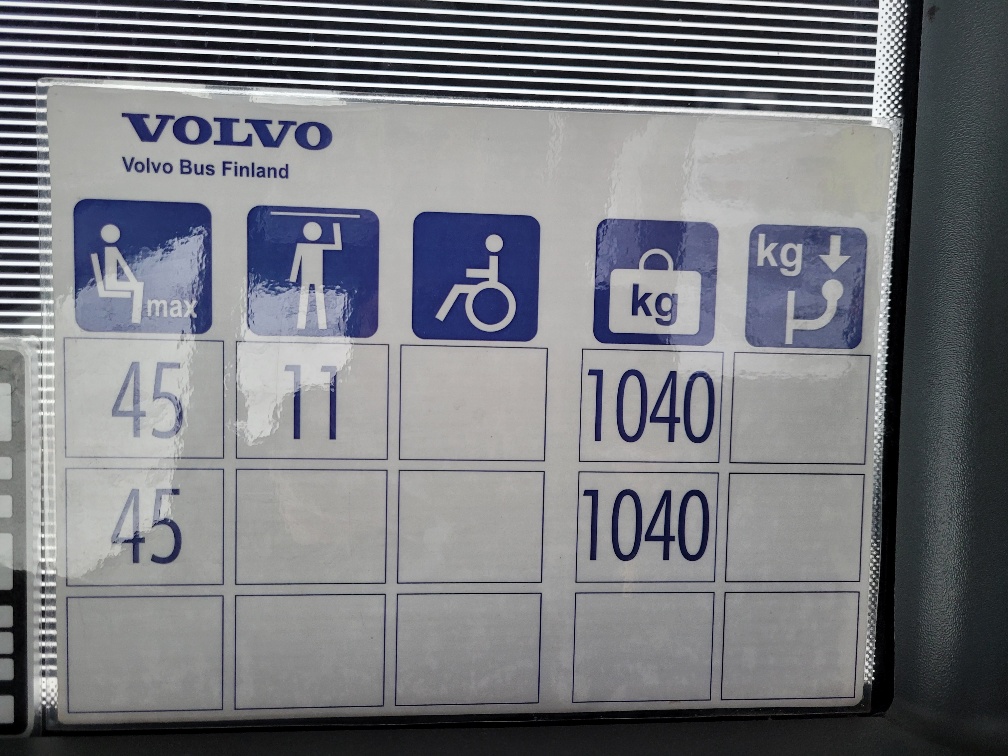 VOLVO
Volvo Bus Finland
max
kg
kg
45 11 1040
45 1040